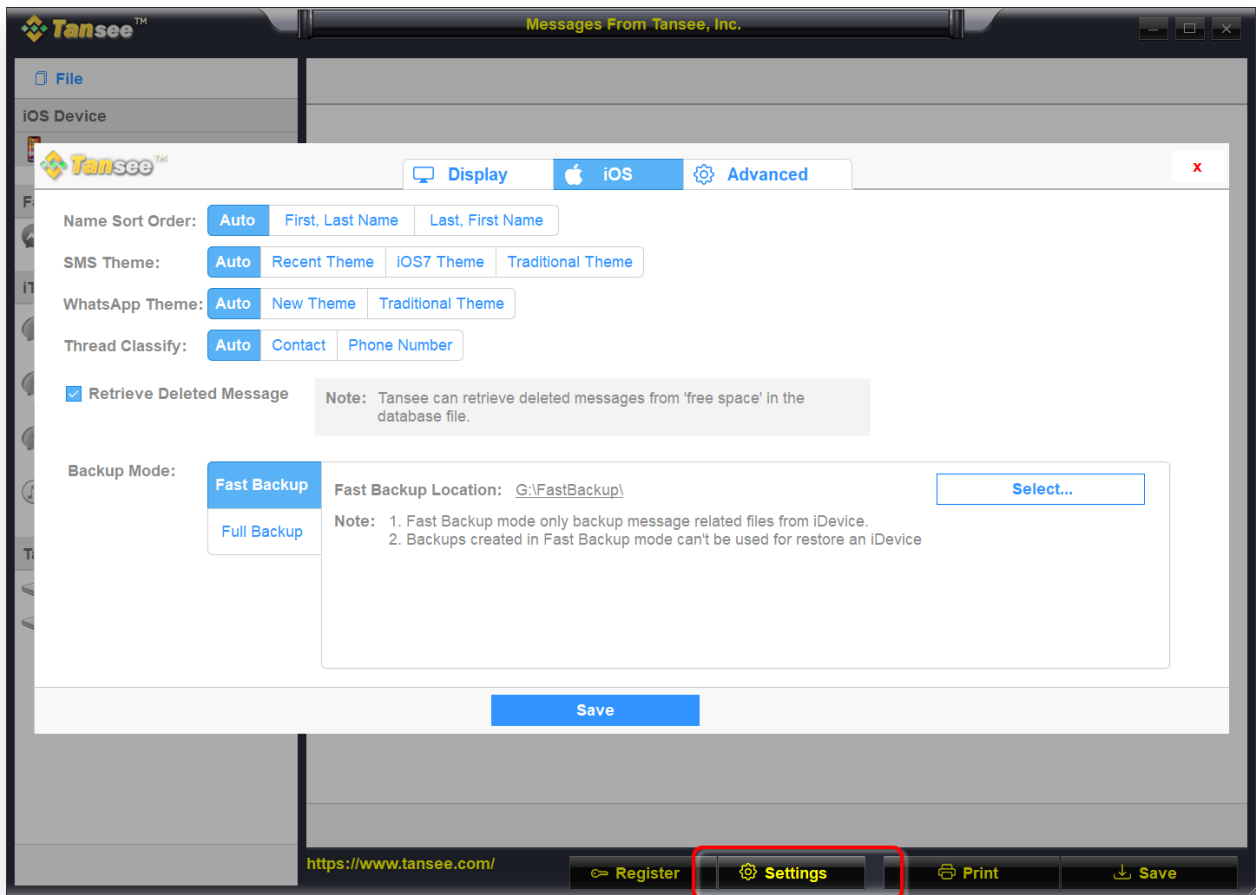 Tansee™
Messages From Tansee, Inc.
File
iOS Device
Tansee™
Display
iOS
Advanced
x
Name Sort Order:
Auto
First, Last Name
Last, First Name
SMS Theme:
Auto
Recent Theme
iOS7 Theme
Traditional Theme
WhatsApp Theme:
Auto
New Theme
Traditional Theme
Thread Classify:
Auto
Contact
Phone Number
Retrieve Deleted Message
Note: Tansee can retrieve deleted messages from 'free space' in the
database file.
Backup Mode:
Fast Backup
Full Backup
Fast Backup Location: G:\FastBackup\
Select...
Note: 1. Fast Backup mode only backup message related files from iDevice.
2. Backups created in Fast Backup mode can't be used for restore an iDevice
Save
https://www.tansee.com/
Register
Settings
Print
Save